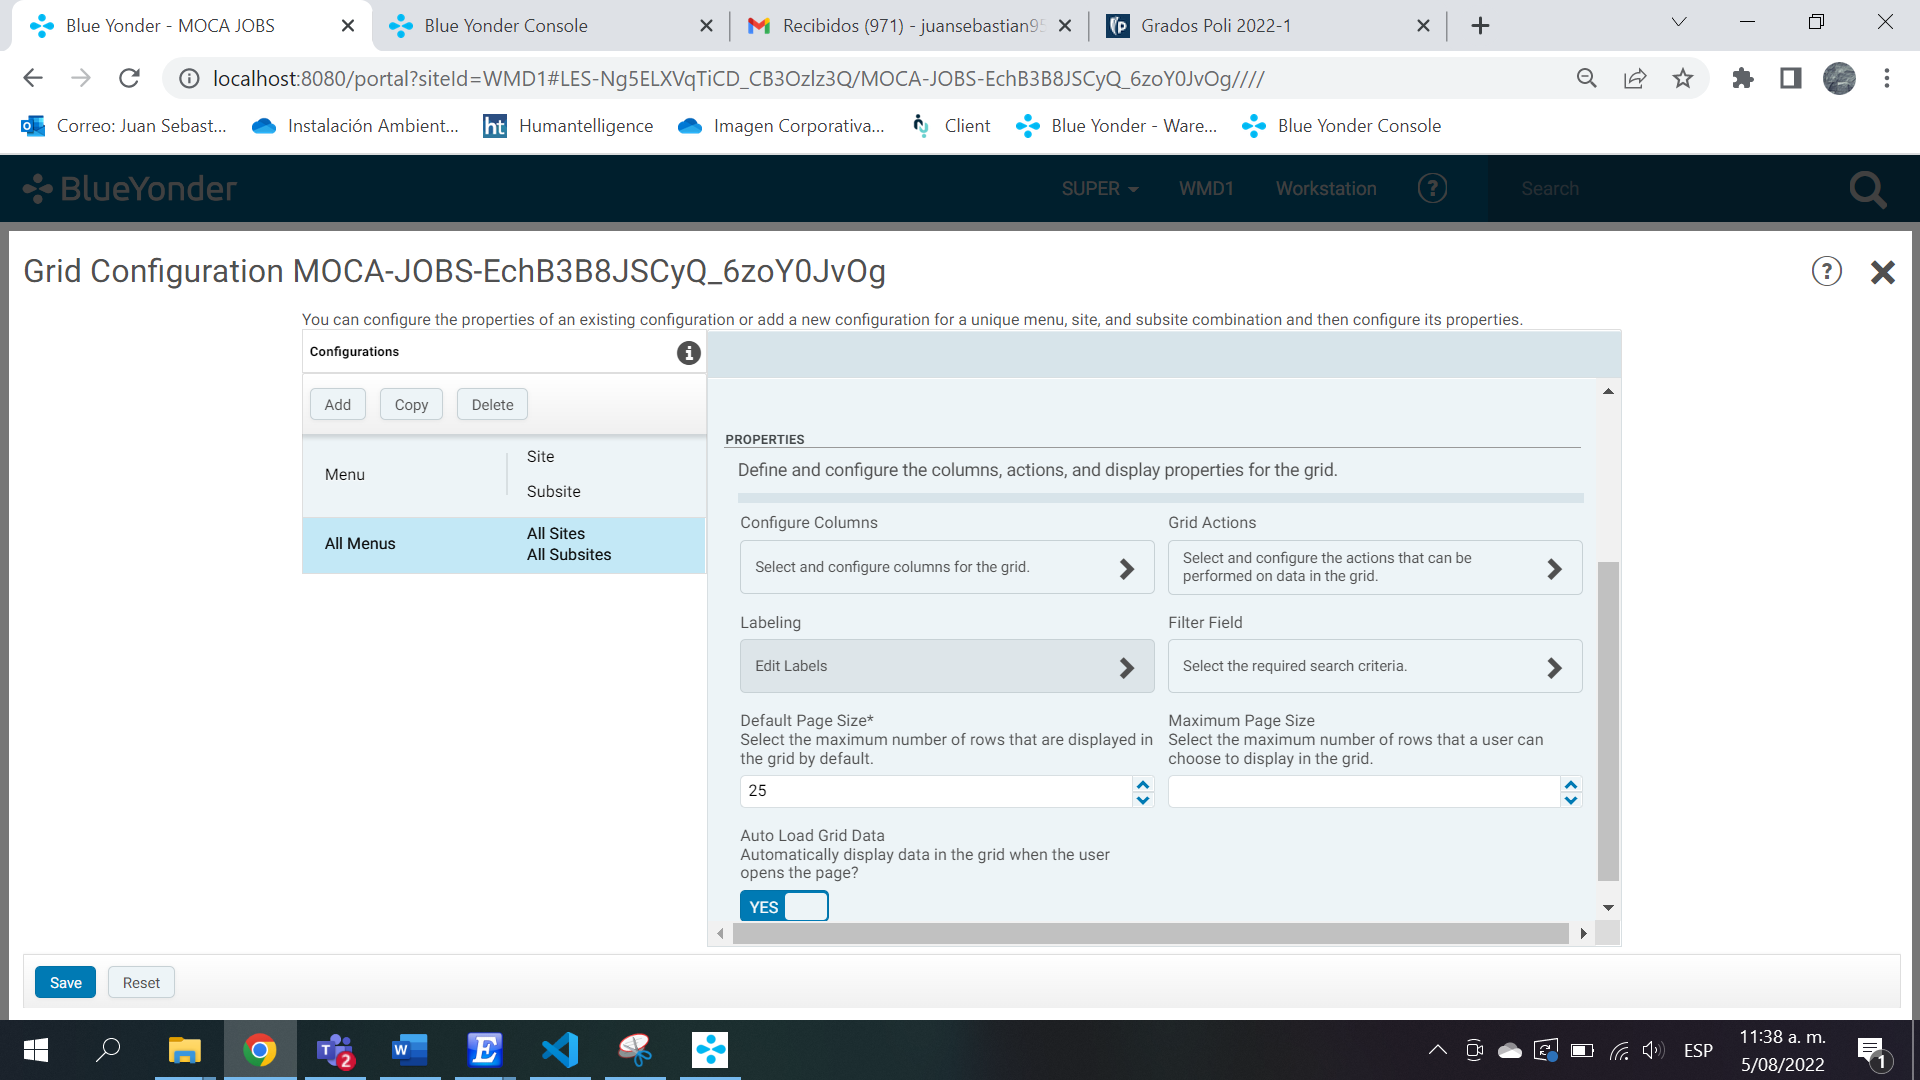 Blue Yonder - MOCA JOBS
Blue Yonder Console
Recibidos (971) - juansebastian95
Grados Poli 2022-1
localhost:8080/portal?siteId=WMD1#LES-Ng5ELXVqTiCD_CB3Ozlz3Q/MOCA-JOBS-EchB3B8JSCyQ_6zoY0JvOg////
Correo: Juan Sebast...
Instalación Ambient...
ht Humantelligence
Imagen Corporativa...
Client
Blue Yonder - Ware...
Blue Yonder Console
BlueYonder
SUPER
WMD1
Workstation
?
Search
Grid Configuration MOCA-JOBS-EchB3B8JSCyQ_6zoY0JvOg
?
You can configure the properties of an existing configuration or add a new configuration for a unique menu, site, and subsite combination and then configure its properties.
Configurations
Add
Copy
Delete
Menu
Site
Subsite
All Menus
All Sites
All Subsites
PROPERTIES
Define and configure the columns, actions, and display properties for the grid.
Configure Columns
Select and configure columns for the grid.
Grid Actions
Select and configure the actions that can be
performed on data in the grid.
Labeling
Edit Labels
Filter Field
Select the required search criteria.
Default Page Size*
Select the maximum number of rows that are displayed in
the grid by default.
25
Maximum Page Size
Select the maximum number of rows that a user can
choose to display in the grid.
Auto Load Grid Data
Automatically display data in the grid when the user
opens the page?
YES
Save
Reset
2
ESP
11:38 a. m.
5/08/2022
1